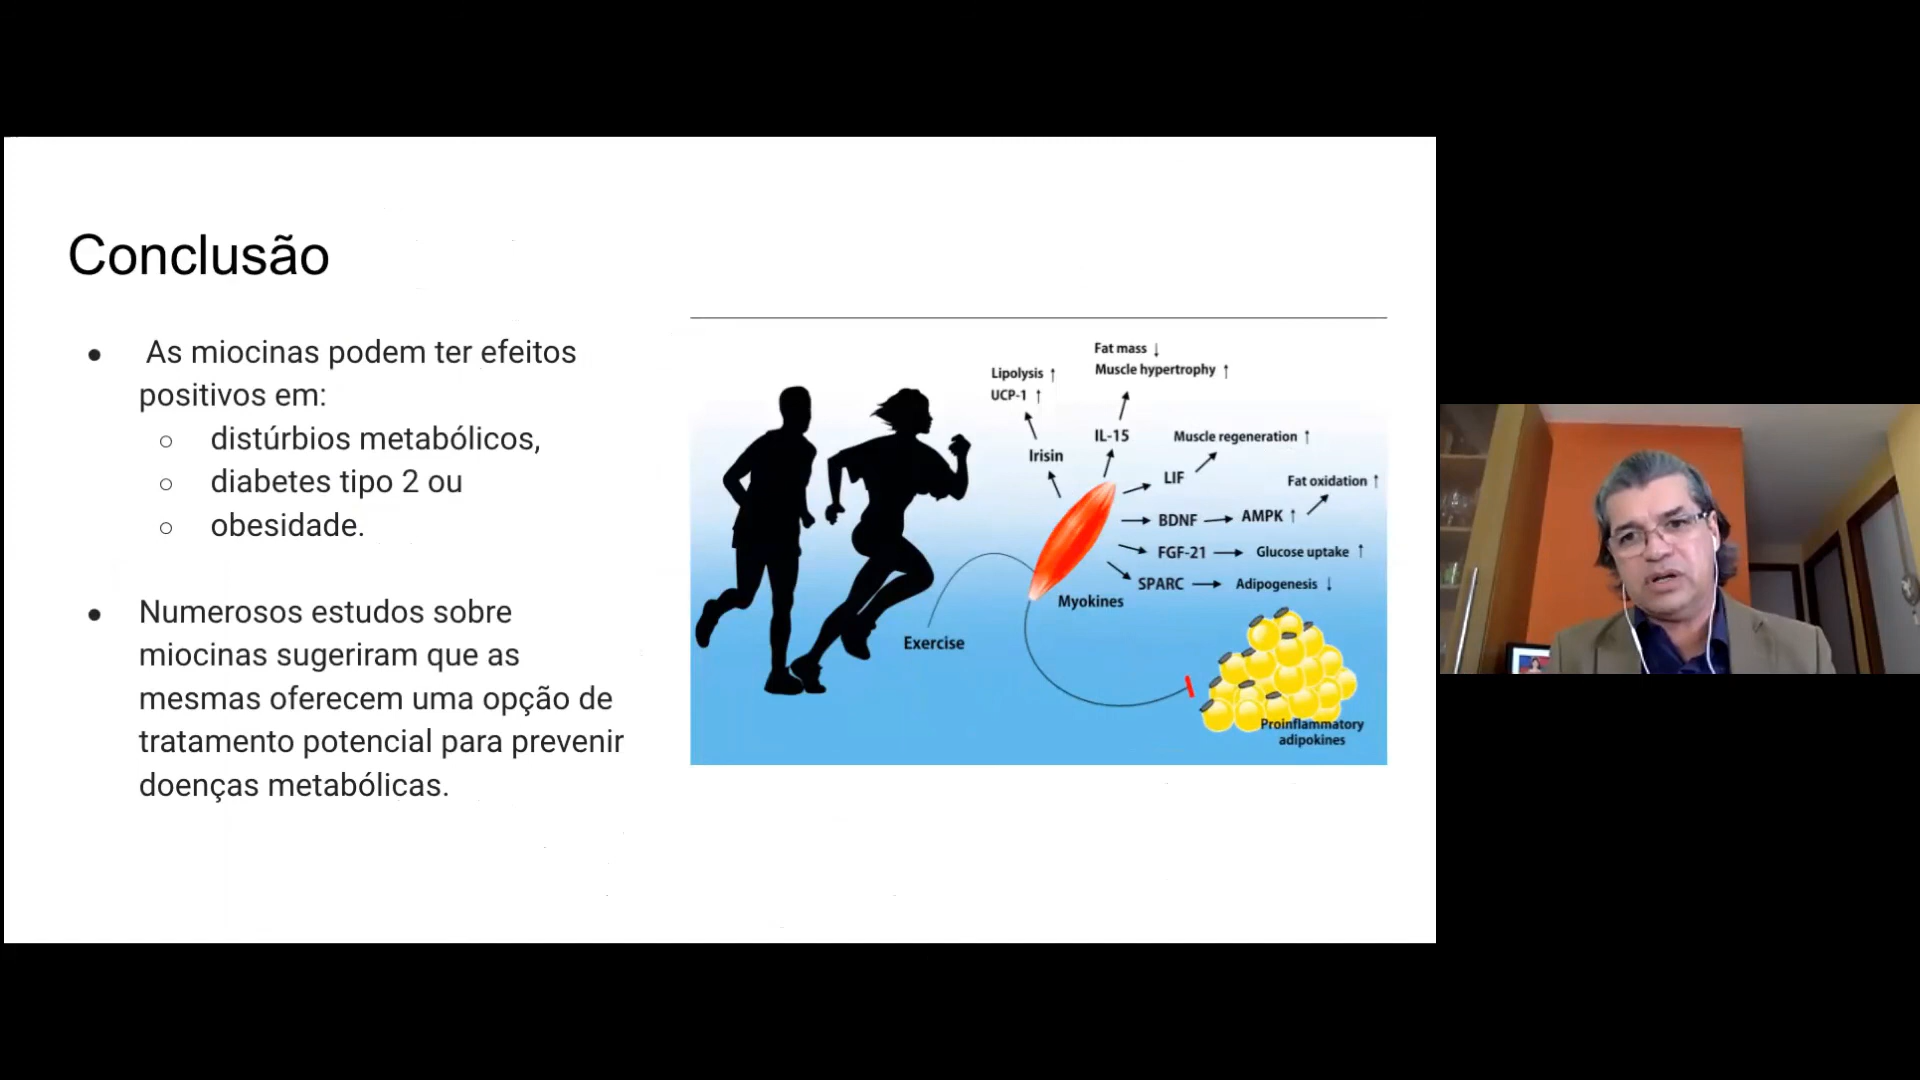 Conclusão
● As miocinas podem ter efeitos
positivos em:
○ distúrbios metabólicos,
○ diabetes tipo 2 ou
○ obesidade.
● Numerosos estudos sobre
miocinas sugeriram que as
mesmas oferecem uma opção de
tratamento potencial para prevenir
doenças metabólicas.
Fat mass ↓
Muscle hypertrophy ↑
Lipolysis ↑
UCP-1 ↑
IL-15
Muscle regeneration ↑
Irisin
LIF
Fat oxidation ↑
BDNF → AMPK ↑
FGF-21 → Glucose uptake ↑
SPARC → Adipogenesis ↓
Myokines
Exercise
Proinflammatory
adipokines